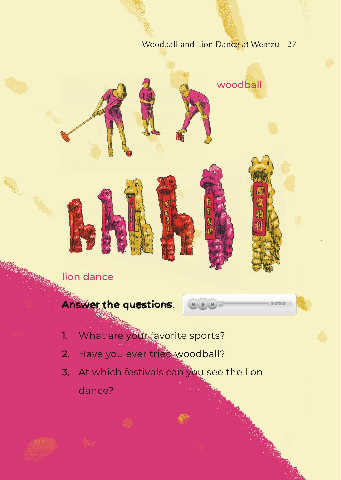 Woodball and Lion Dance at Wenzu 27
woodball
lion dance
Answer the questions.
1. What are your favorite sports?
2. Have you ever tried woodball?
3. At which festivals can you see the lion
dance?